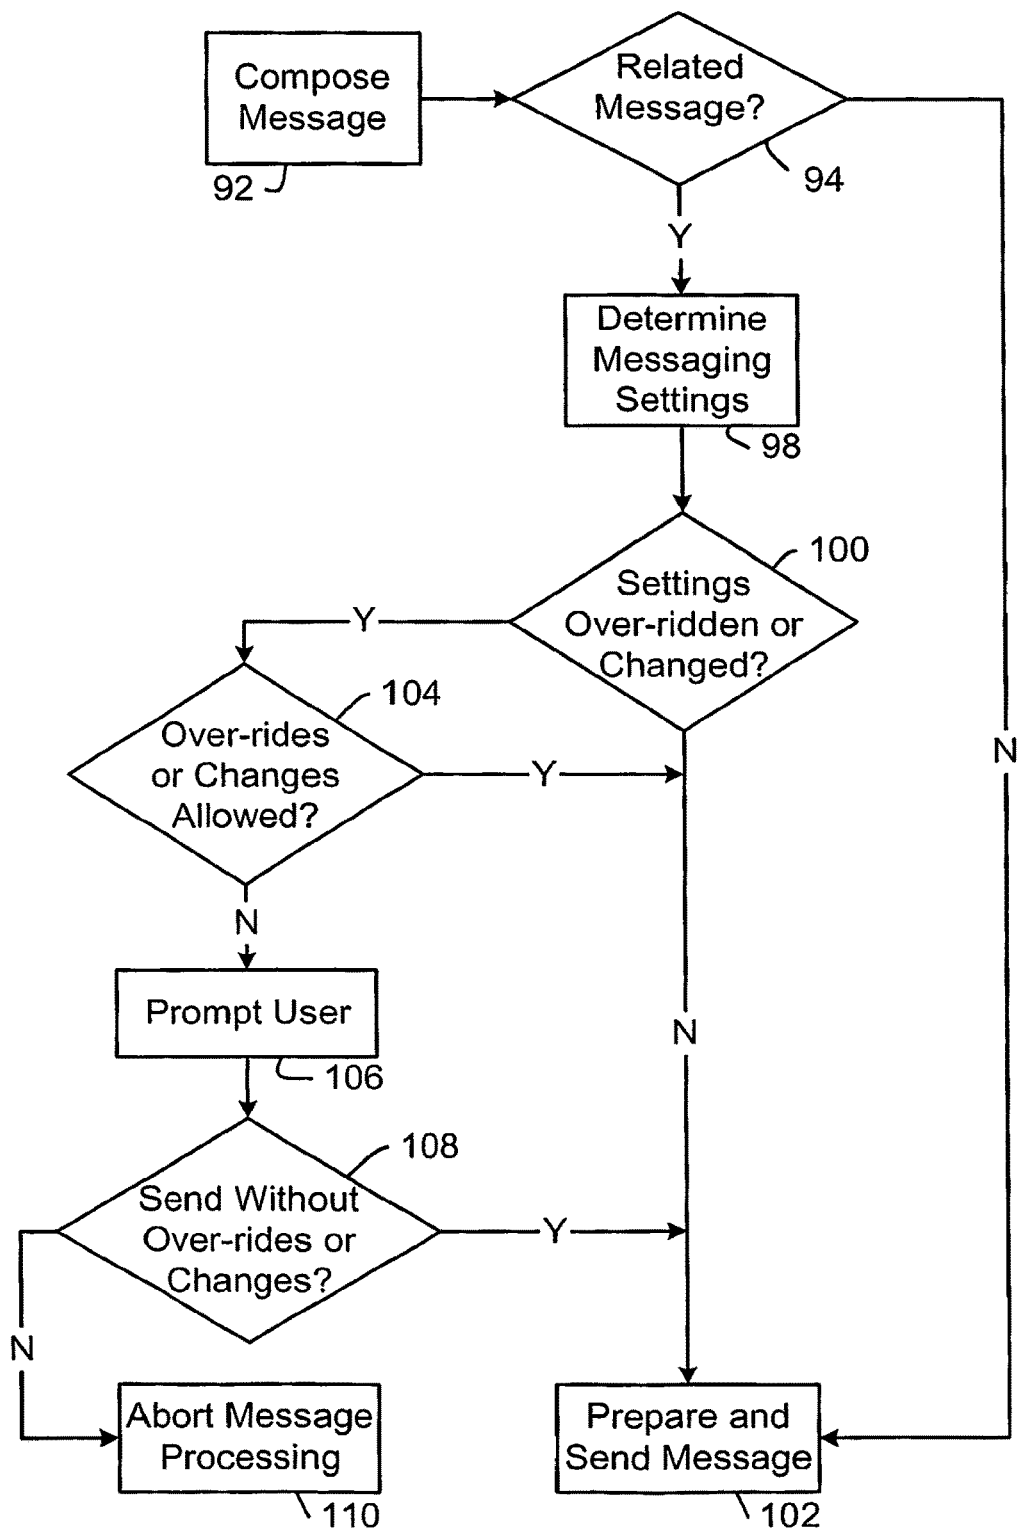 Compose
Message
92
Related
Message?
94
Y
Determine
Messaging
Settings
98
100
Settings
Over-ridden or
Changed?
Y
104
Over-rides
or Changes
Allowed?
Y
N
N
Prompt User
106
N
108
Send Without
Over-rides or
Changes?
Y
N
Abort Message
Processing
110
Prepare and
Send Message
102